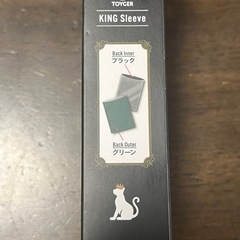 TOYGER
KING Sleeve
Back Inner
ブラック
Back Outer
グリーン